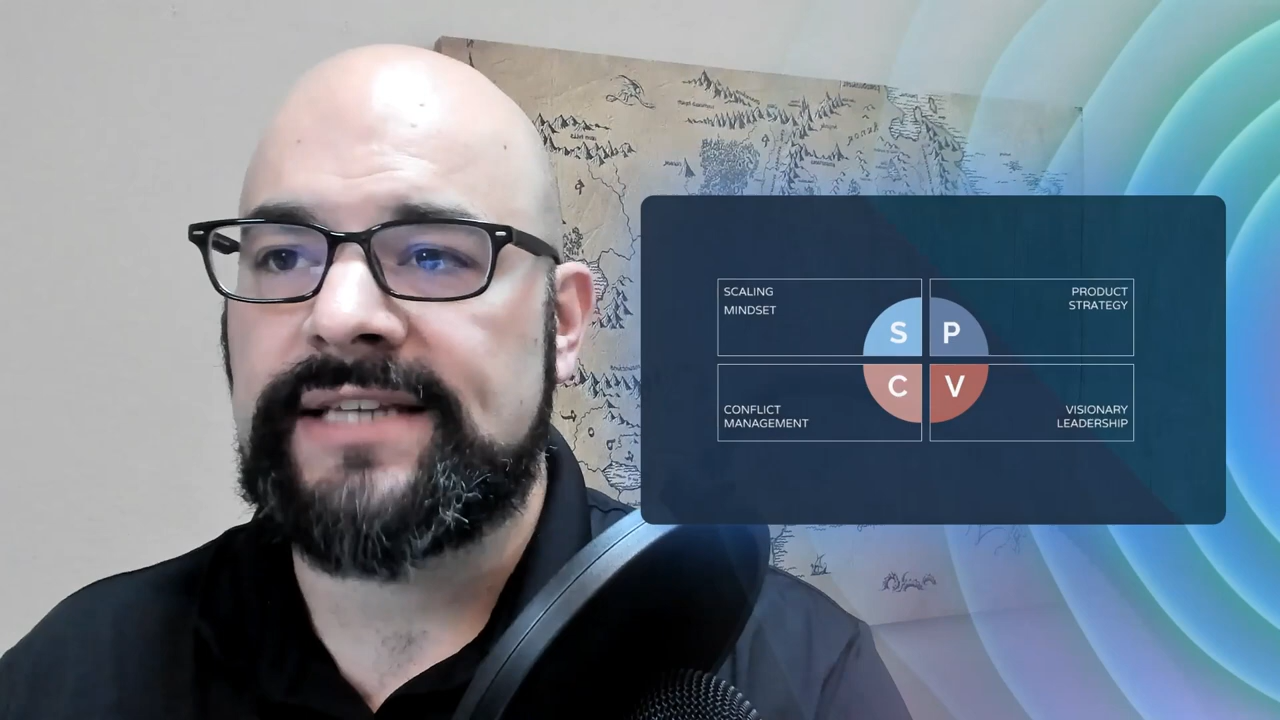 SCALING
MINDSET
PRODUCT
STRATEGY
S P
C V
CONFLICT
MANAGEMENT
VISIONARY
LEADERSHIP